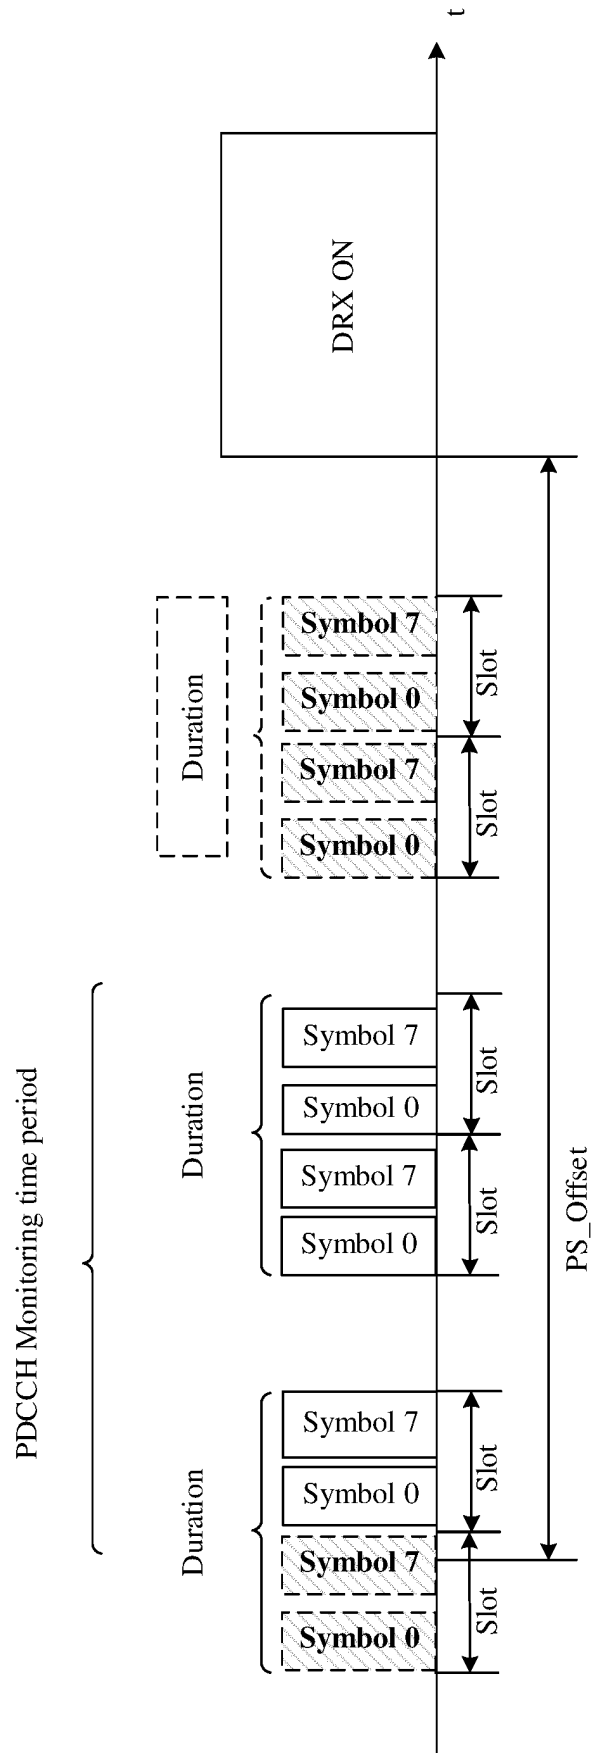 PDCCH Monitoring time period
Duration
Duration
Duration
Symbol 0
Symbol 7
Symbol 0
Symbol 7
Symbol 0
Symbol 7
Symbol 0
Symbol 7
Symbol 0
Symbol 7
Symbol 0
Symbol 7
DRX ON
t
Slot
Slot
Slot
Slot
Slot
Slot
PS_Offset